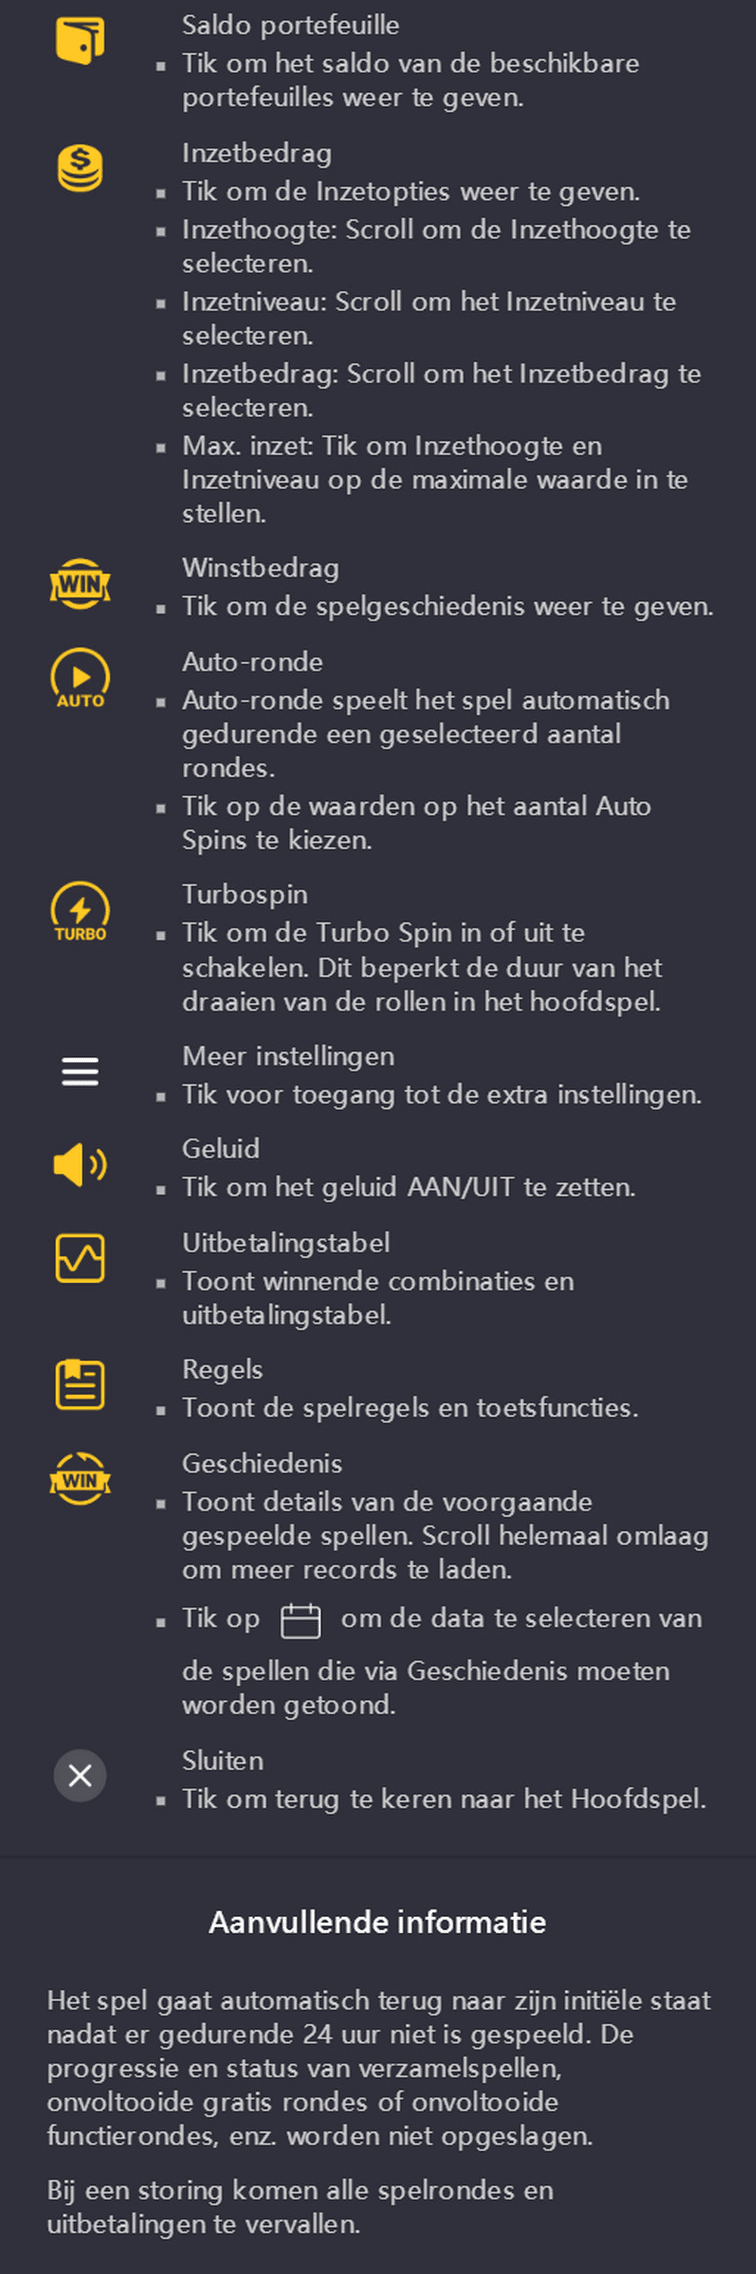 Saldo portefeuille
▪ Tik om het saldo van de beschikbare
portefeuilles weer te geven.
$
Inzetbedrag
▪ Tik om de Inzetopties weer te geven.
▪ Inzethoogte: Scroll om de Inzethoogte te
selecteren.
▪ Inzetniveau: Scroll om het Inzetniveau te
selecteren.
▪ Inzetbedrag: Scroll om het Inzetbedrag te
selecteren.
▪ Max. inzet: Tik om Inzethoogte en
Inzetniveau op de maximale waarde in te
stellen.
WIN
Winstbedrag
▪ Tik om de spelgeschiedenis weer te geven.
AUTO
Auto-ronde
▪ Auto-ronde speelt het spel automatisch
gedurende een geselecteerd aantal
rondes.
▪ Tik op de waarden op het aantal Auto
Spins te kiezen.
TURBO
Turbospin
▪ Tik om de Turbo Spin in of uit te
schakelen. Dit beperkt de duur van het
draaien van de rollen in het hoofdspel.
Meer instellingen
▪ Tik voor toegang tot de extra instellingen.
Geluid
▪ Tik om het geluid AAN/UIT te zetten.
Uitbetalingstabel
▪ Toont winnende combinaties en
uitbetalingstabel.
Regels
▪ Toont de spelregels en toetsfuncties.
WIN
Geschiedenis
▪ Toont details van de voorgaande
gespeelde spellen. Scroll helemaal omlaag
om meer records te laden.
▪ Tik op om de data te selecteren van
de spellen die via Geschiedenis moeten
worden getoond.
Sluiten
▪ Tik om terug te keren naar het Hoofdspel.
Aanvullende informatie
Het spel gaat automatisch terug naar zijn initiële staat
nadat er gedurende 24 uur niet is gespeeld. De
progressie en status van verzamelspellen,
onvoltooide gratis rondes of onvoltooide
functierondes, enz. worden niet opgeslagen.
Bij een storing komen alle spelrondes en
uitbetalingen te vervallen.